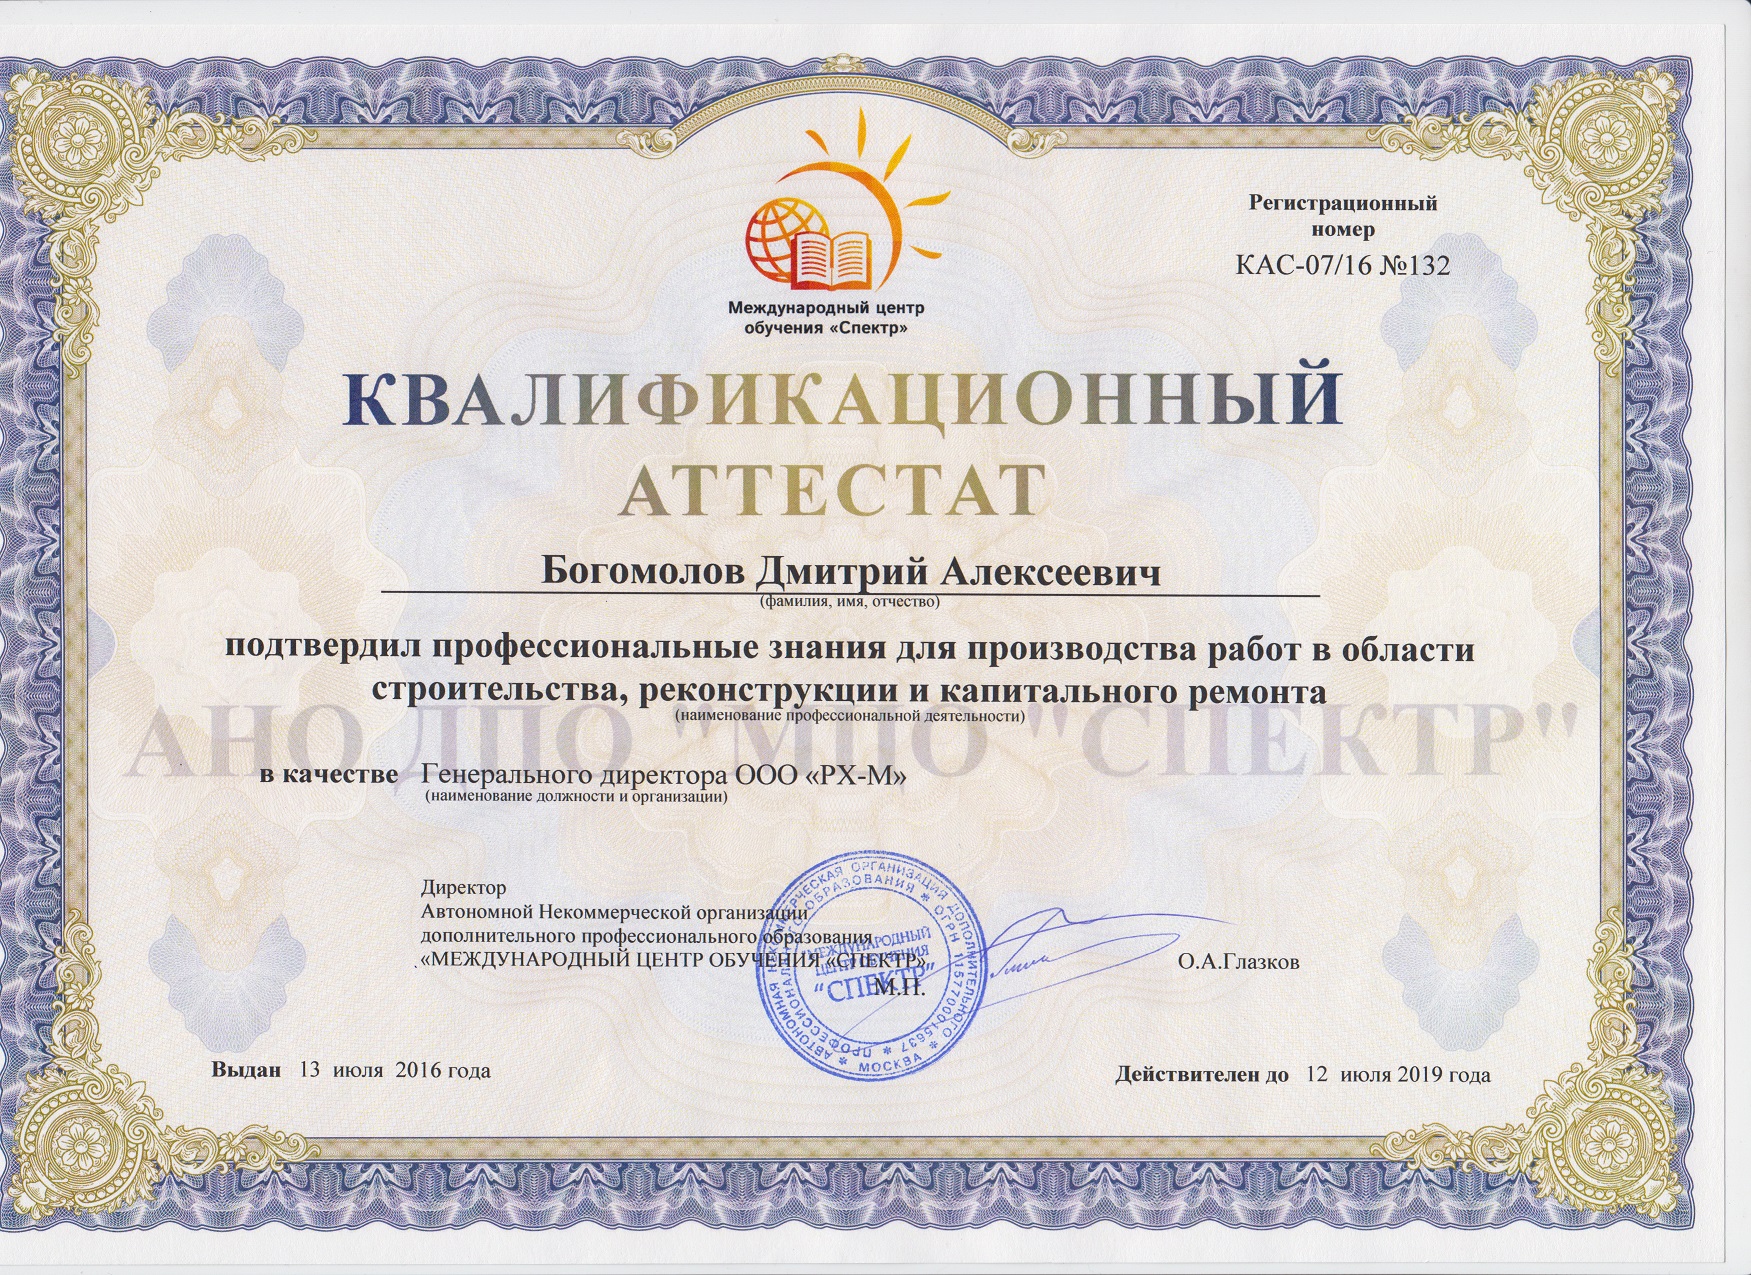 Международный центр
обучения «Спектр»
Регистрационный
номер
КАС-07/16 №132
КВАЛИФИКАЦИОННЫЙ
АТТЕСТАТ
Богомолов Дмитрий Алексеевич
(фамилия, имя, отчество)
подтвердил профессиональные знания для производства работ в области
строительства, реконструкции и капитального ремонта
(наименование профессиональной деятельности)
АНО ДПО "МЦО "СПЕКТР"
в качестве Генерального директора ООО «РХ-М»
(наименование должности и организации)
Директор
Автономной Некоммерческой организации
дополнительного профессионального образования
«МЕЖДУНАРОДНЫЙ ЦЕНТР ОБУЧЕНИЯ «СПЕКТР»
О.А.Глазков
М.П.
АВТОНОМНАЯ НЕКОММЕРЧЕСКАЯ ОРГАНИЗАЦИЯ ДОПОЛНИТЕЛЬНОГО
ПРОФЕССИОНАЛЬНОГО ОБРАЗОВАНИЯ * ОГРН 1157700015637 *
МОСКВА
"МЕЖДУНАРОДНЫЙ
ЦЕНТР ОБУЧЕНИЯ
"СПЕКТР"
Выдан 13 июля 2016 года
Действителен до 12 июля 2019 года